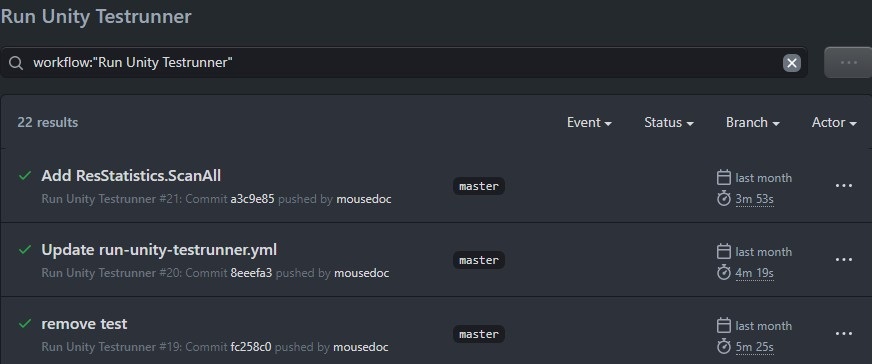 Run Unity Testrunner
workflow:"Run Unity Testrunner"
22 results
Event Status Branch Actor
Add ResStatistics.ScanAll
Run Unity Testrunner #21: Commit a3c9e85 pushed by mousedoc
master
last month
3m 53s
Update run-unity-testrunner.yml
Run Unity Testrunner #20: Commit 8eeefa3 pushed by mousedoc
master
last month
4m 19s
remove test
Run Unity Testrunner #19: Commit fc258c0 pushed by mousedoc
master
last month
5m 25s